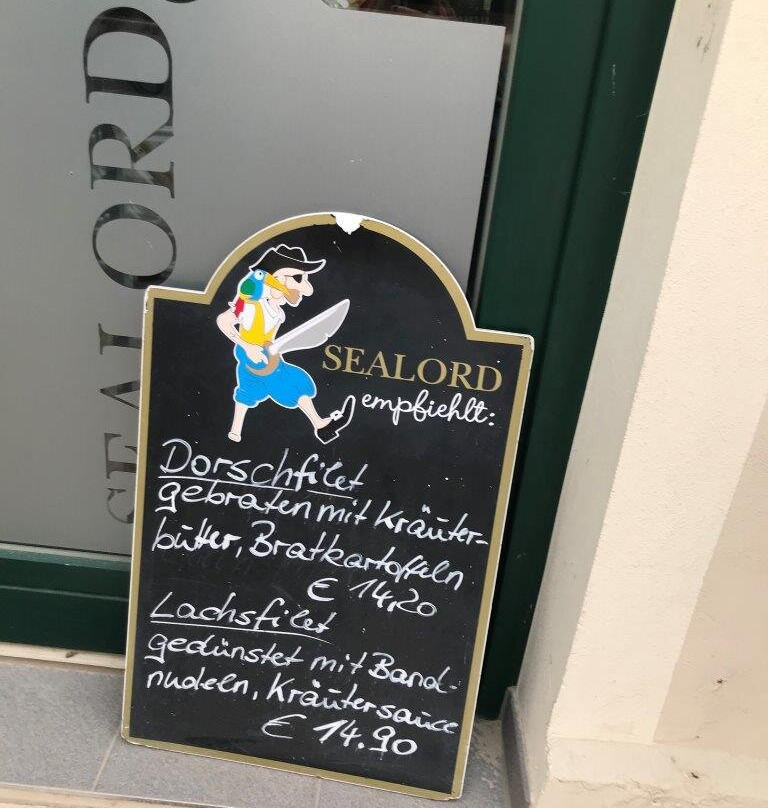 SEALORD
SEALORD
empfiehlt:
Dorschfilet
gebraten mit Kräuter-
butter, Bratkartoffeln
€ 14,20
Lachsfilet
gedünstet mit Band-
nudeln, Kräutersauce
€ 14.90